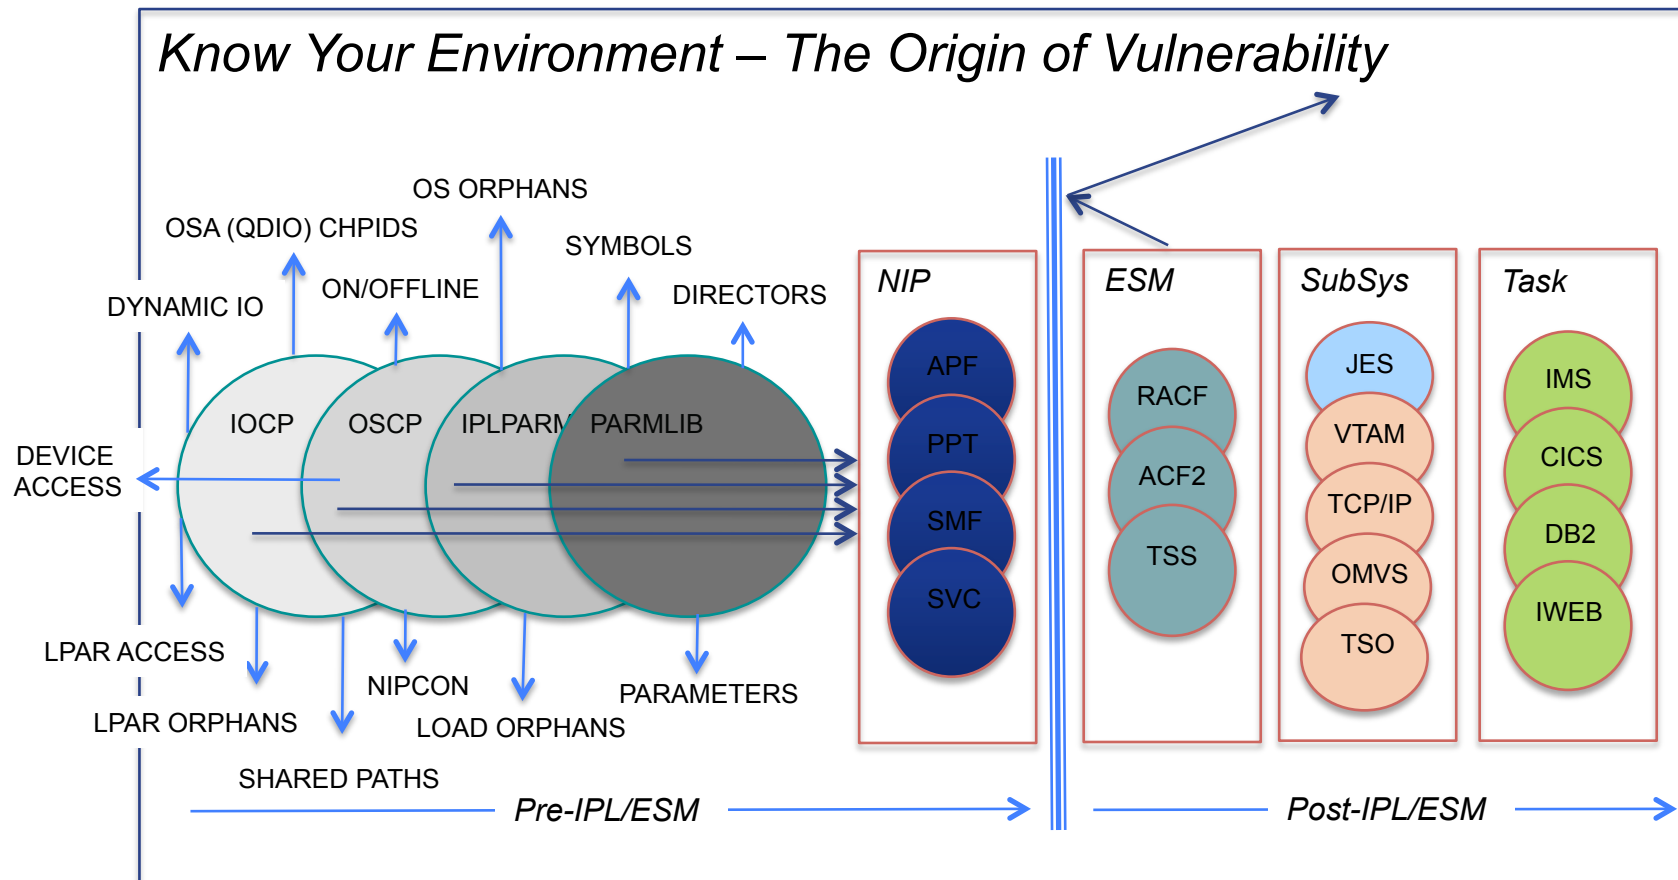 Know Your Environment – The Origin of Vulnerability
OS ORPHANS
OSA (QDIO) CHPIDS
SYMBOLS
ON/OFFLINE
DIRECTORS
DYNAMIC IO
DEVICE
ACCESS
IOCP
OSCP
IPLPARM
PARMLIB
LPAR ACCESS
NIPCON
PARAMETERS
LPAR ORPHANS
LOAD ORPHANS
SHARED PATHS
NIP
APF
PPT
SMF
SVC
ESM
RACF
ACF2
TSS
SubSys
JES
VTAM
TCP/IP
OMVS
TSO
Task
IMS
CICS
DB2
IWEB
Pre-IPL/ESM
Post-IPL/ESM